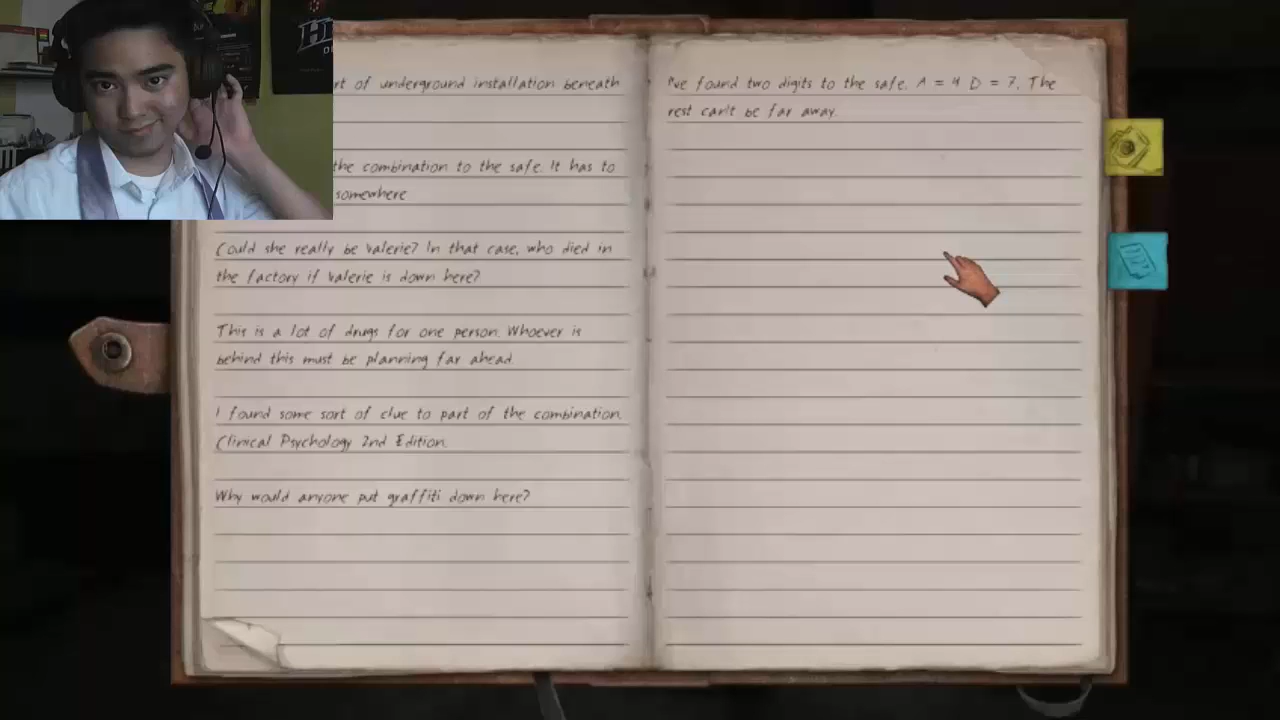 rt of underground installation beneath
the combination to the safe. It has to
somewhere
Could she really be Valerie? In that case, who died in
the factory if Valerie is down here?
This is a lot of drugs for one person. Whoever is
behind this must be planning far ahead.
I found some sort of clue to part of the combination.
Clinical Psychology 2nd Edition.
Why would anyone put graffiti down here?
I've found two digits to the safe. A = 4 D = 7. The
rest can't be far away.